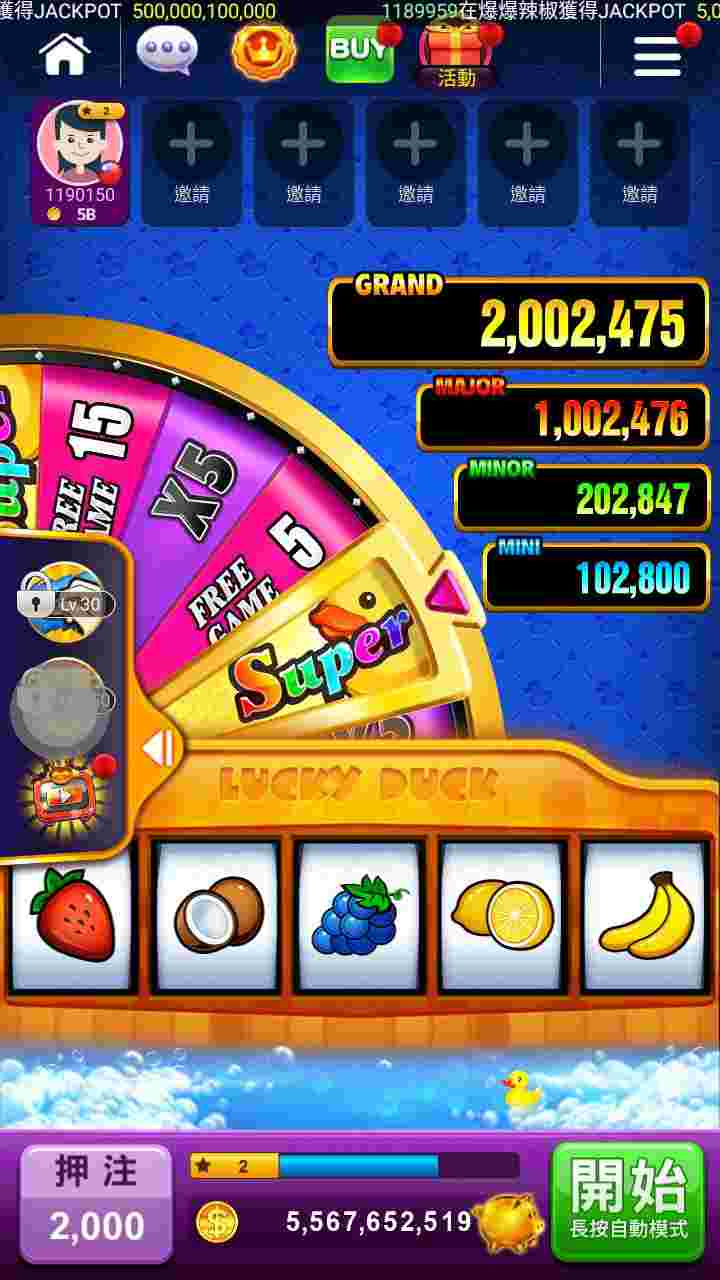 獲得JACKPOT 500,000,100,000
1189959在爆爆辣椒獲得JACKPOT 5,0
BUY
活動
2
1190150
5B
邀請
邀請
邀請
邀請
邀請
GRAND
2,002,475
MAJOR
1,002,476
MINOR
202,847
MINI
102,800
FREE GAME 15
X5
FREE GAME 5
Super
Lv 30
LUCKY DUCK
押注
2,000
2
5,567,652,519
開始
長按自動模式